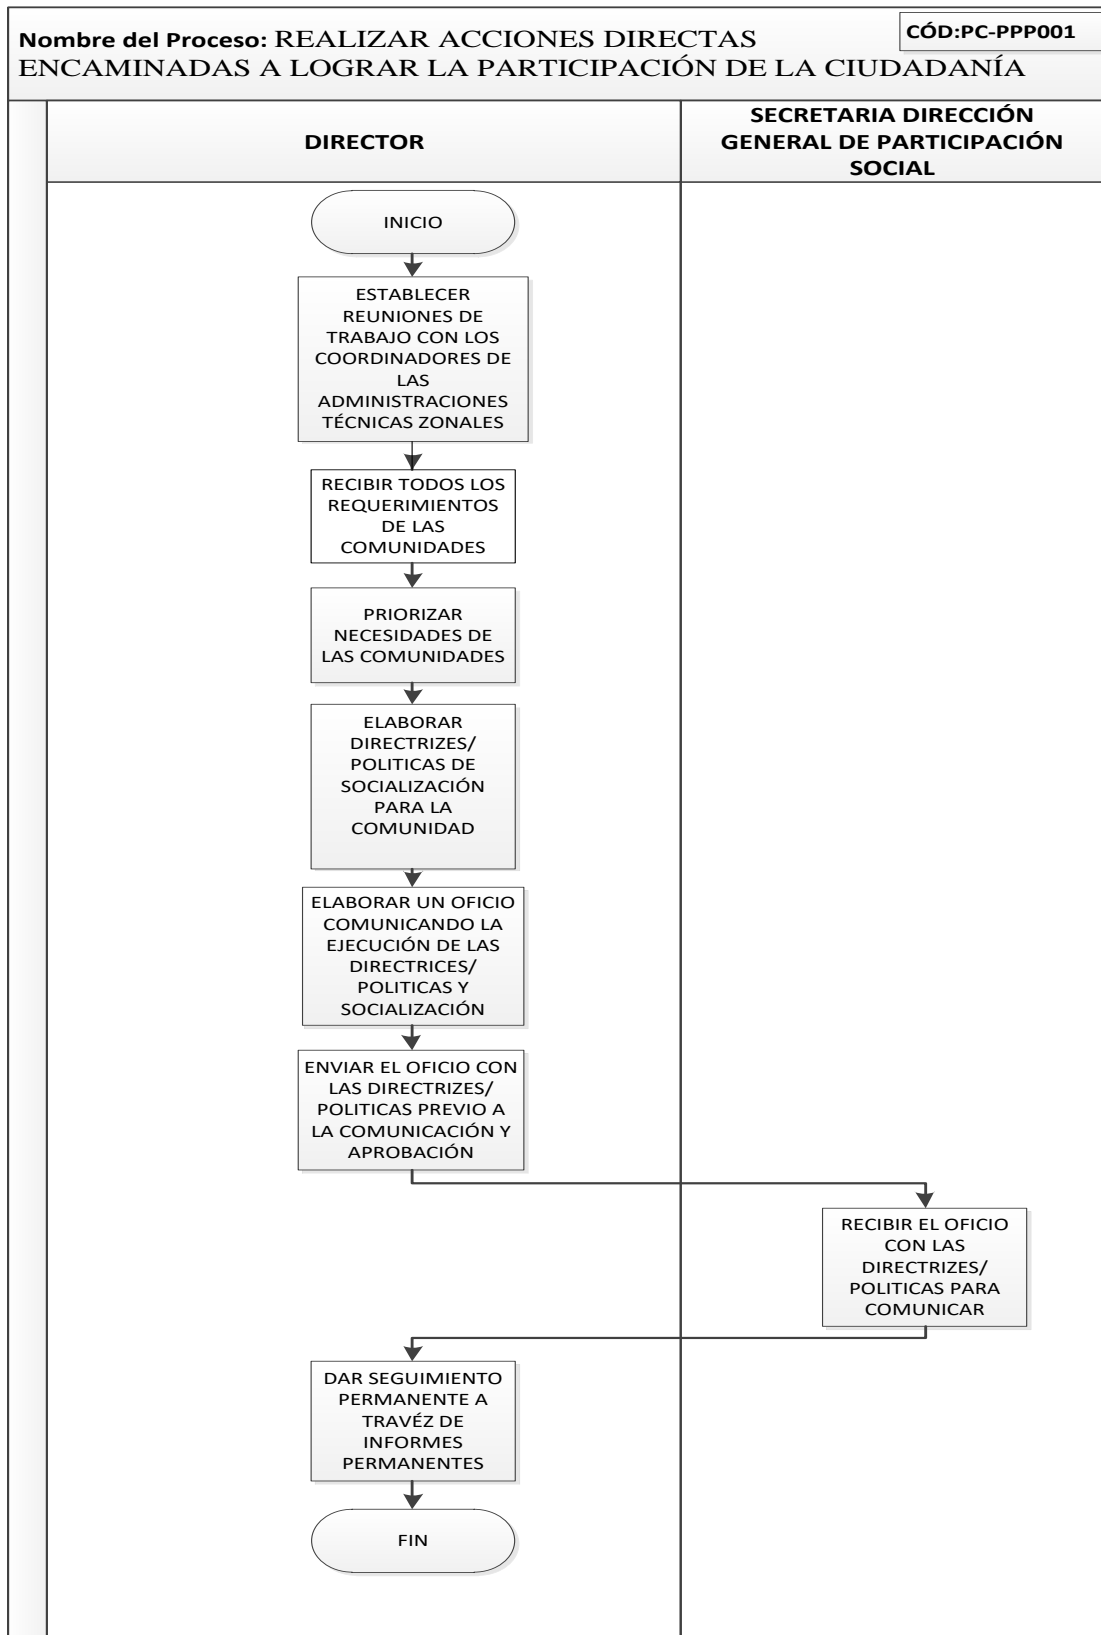 Nombre del Proceso: REALIZAR ACCIONES DIRECTAS
ENCAMINADAS A LOGRAR LA PARTICIPACIÓN DE LA CIUDADANÍA
CÓD:PC-PPP001
DIRECTOR
SECRETARIA DIRECCIÓN
GENERAL DE PARTICIPACIÓN
SOCIAL
INICIO
ESTABLECER
REUNIONES DE
TRABAJO CON LOS
COORDINADORES DE
LAS
ADMINISTRACIONES
TÉCNICAS ZONALES
RECIBIR TODOS LOS
REQUERIMIENTOS
DE LAS
COMUNIDADES
PRIORIZAR
NECESIDADES DE
LAS COMUNIDADES
ELABORAR
DIRECTRIZES/
POLITICAS DE
SOCIALIZACIÓN
PARA LA
COMUNIDAD
ELABORAR UN OFICIO
COMUNICANDO LA
EJECUCIÓN DE LAS
DIRECTRICES/
POLITICAS Y
SOCIALIZACIÓN
ENVIAR EL OFICIO CON
LAS DIRECTRIZES/
POLITICAS PREVIO A
LA COMUNICACIÓN Y
APROBACIÓN
RECIBIR EL OFICIO
CON LAS
DIRECTRIZES/
POLITICAS PARA
COMUNICAR
DAR SEGUIMIENTO
PERMANENTE A
TRAVÉZ DE
INFORMES
PERMANENTES
FIN